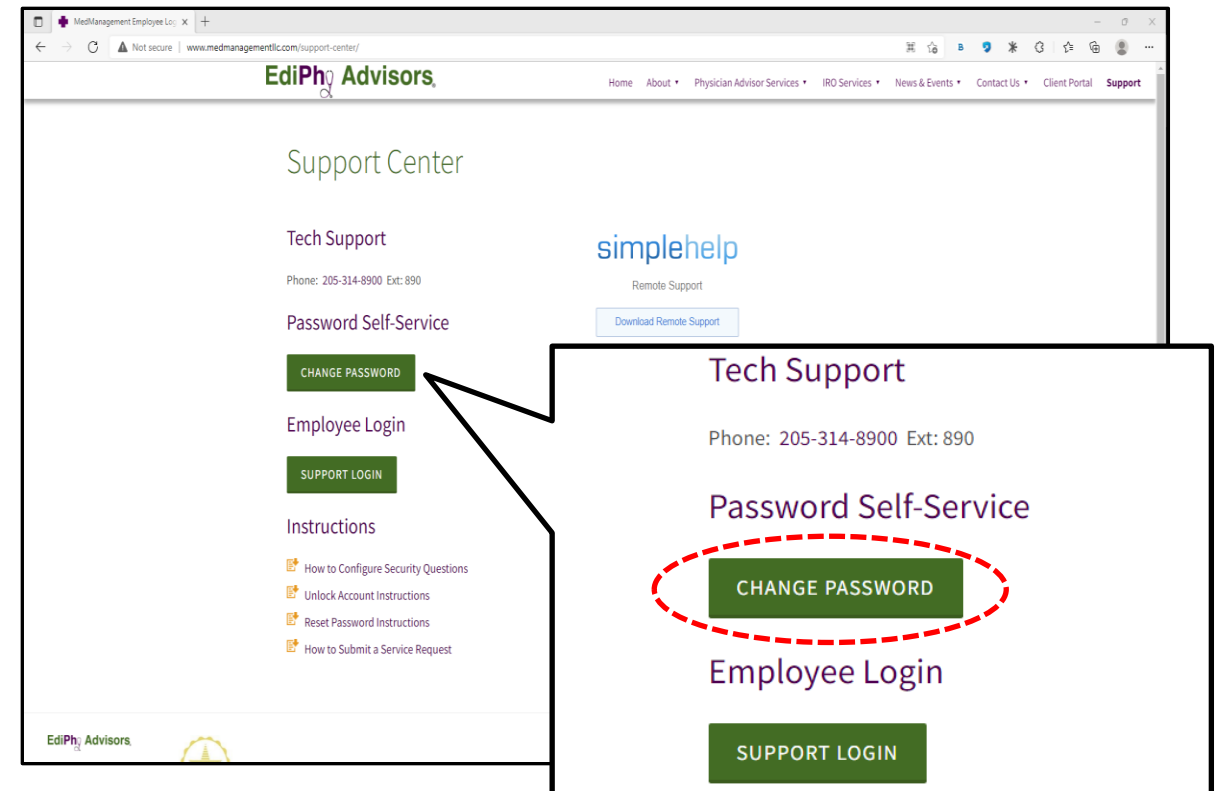 MedManagement Employee Log
Not secure | www.medmanagementllc.com/support-center/
EdiPhy Advisors
Home About Physician Advisor Services IRO Services News & Events Contact Us Client Portal Support
Support Center
Tech Support
Phone: 205-314-8900 Ext: 890
Password Self-Service
CHANGE PASSWORD
Employee Login
SUPPORT LOGIN
Instructions
How to Configure Security Questions
Unlock Account Instructions
Reset Password Instructions
How to Submit a Service Request
simplehelp
Remote Support
Download Remote Support
Tech Support
Phone: 205-314-8900 Ext: 890
Password Self-Service
CHANGE PASSWORD
Employee Login
SUPPORT LOGIN
EdiPhy Advisors